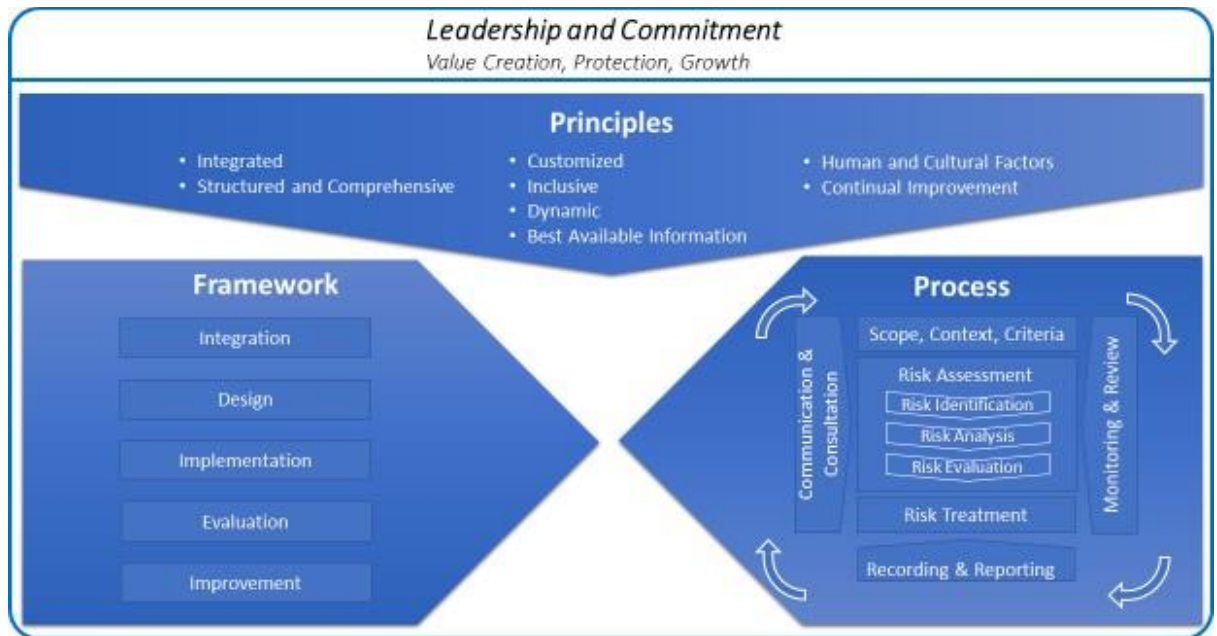 Leadership and Commitment
Value Creation, Protection, Growth
Principles
• Integrated
• Structured and Comprehensive
• Customized
• Inclusive
• Dynamic
• Best Available Information
• Human and Cultural Factors
• Continual Improvement
Framework
Integration
Design
Implementation
Evaluation
Improvement
Process
Communication &
Consultation
Scope, Context, Criteria
Risk Assessment
Risk Identification
Risk Analysis
Risk Evaluation
Risk Treatment
Recording & Reporting
Monitoring & Review